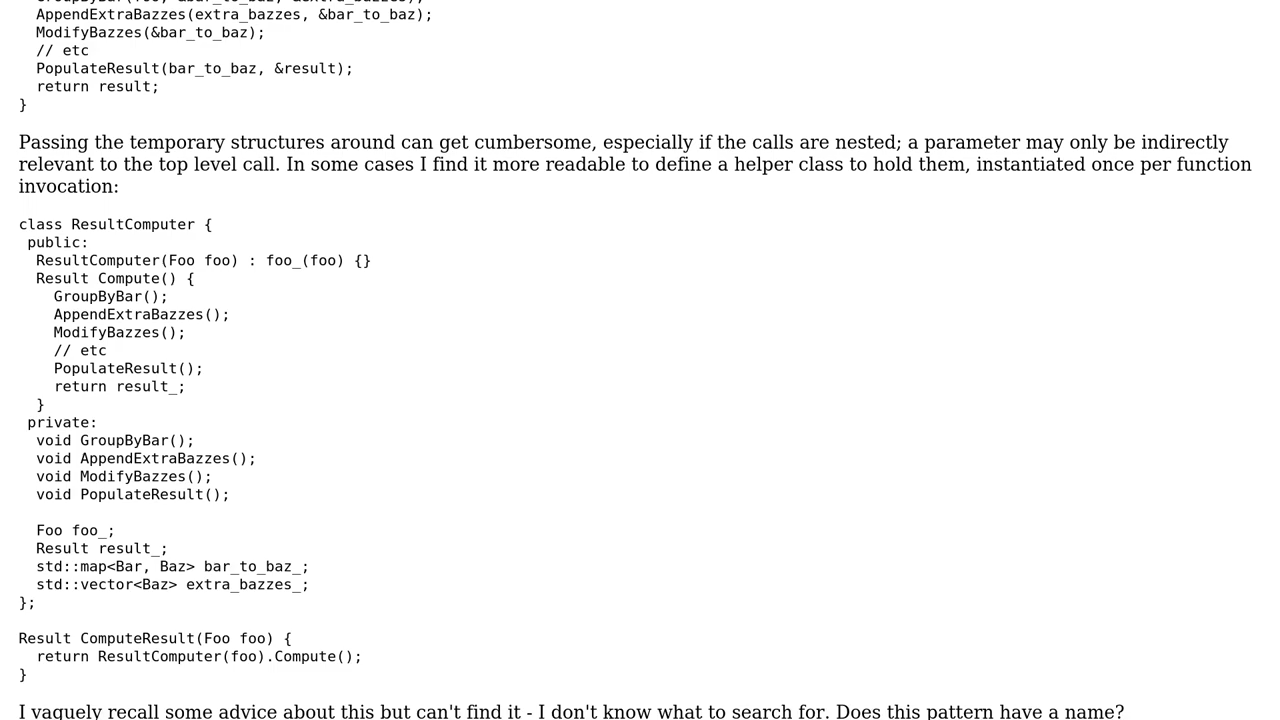 AppendExtraBazzes(extra_bazzes, &bar_to_baz);
ModifyBazzes(&bar_to_baz);
// etc
PopulateResult(bar_to_baz, &result);
return result;
}
Passing the temporary structures around can get cumbersome, especially if the calls are nested; a parameter may only be indirectly
relevant to the top level call. In some cases I find it more readable to define a helper class to hold them, instantiated once per function
invocation:
class ResultComputer {
public:
ResultComputer(Foo foo) : foo_(foo) {}
Result Compute() {
GroupByBar();
AppendExtraBazzes();
ModifyBazzes();
// etc
PopulateResult();
return result_;
}
private:
void GroupByBar();
void AppendExtraBazzes();
void ModifyBazzes();
void PopulateResult();
Foo foo_;
Result result_;
std::map<Bar, Baz> bar_to_baz_;
std::vector<Baz> extra_bazzes_;
};
Result ComputeResult(Foo foo) {
return ResultComputer(foo).Compute();
}
I vaguely recall some advice about this but can't find it - I don't know what to search for. Does this pattern have a name?